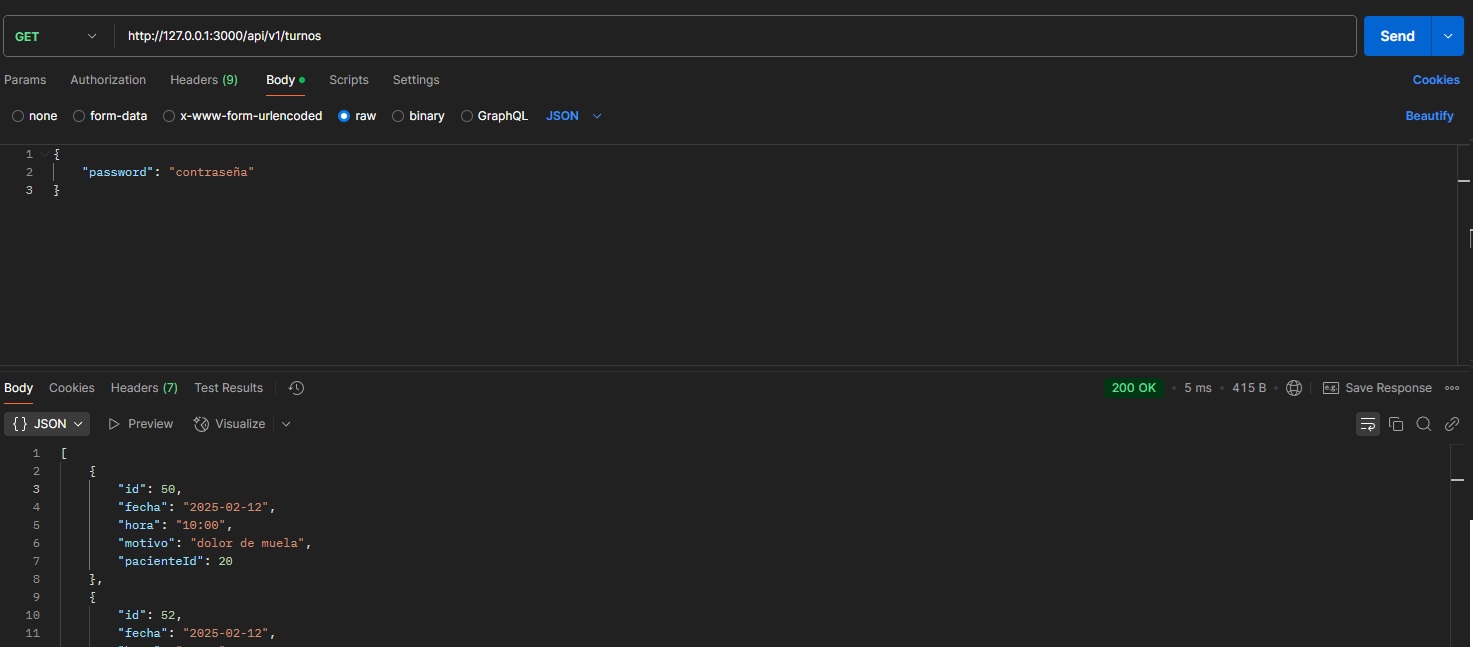 GET http://127.0.0.1:3000/api/v1/turnos Send
Params Authorization Headers (9) Body Scripts Settings Cookies
none form-data x-www-form-urlencoded raw binary GraphQL JSON Beautify
1 {
2 "password": "contraseña"
3 }
Body Cookies Headers (7) Test Results 200 OK • 5 ms • 415 B • e.g. Save Response
{} JSON Preview Visualize
1 [
2 {
3 "id": 50,
4 "fecha": "2025-02-12",
5 "hora": "10:00",
6 "motivo": "dolor de muela",
7 "pacienteId": 20
8 },
9 {
10 "id": 52,
11 "fecha": "2025-02-12",